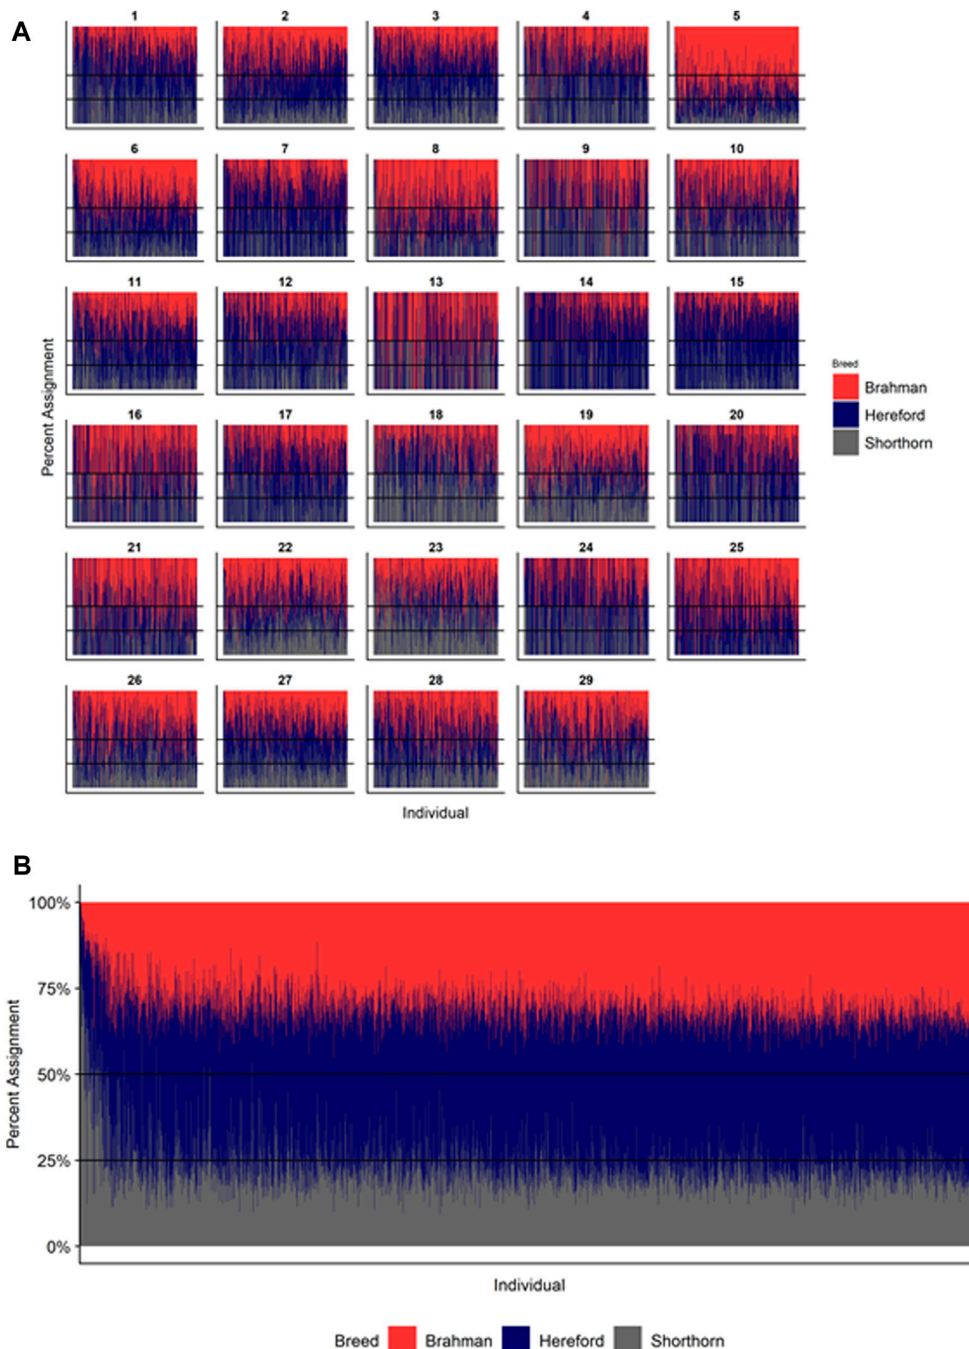 A
1 2 3 4 5
6 7 8 9 10
11 12 13 14 15
16 17 18 19 20
21 22 23 24 25
26 27 28 29
Percent Assignment
Individual
Breed
Brahman
Hereford
Shorthorn
B
100%
75%
50%
25%
0%
Percent Assignment
Individual
Breed Brahman Hereford Shorthorn